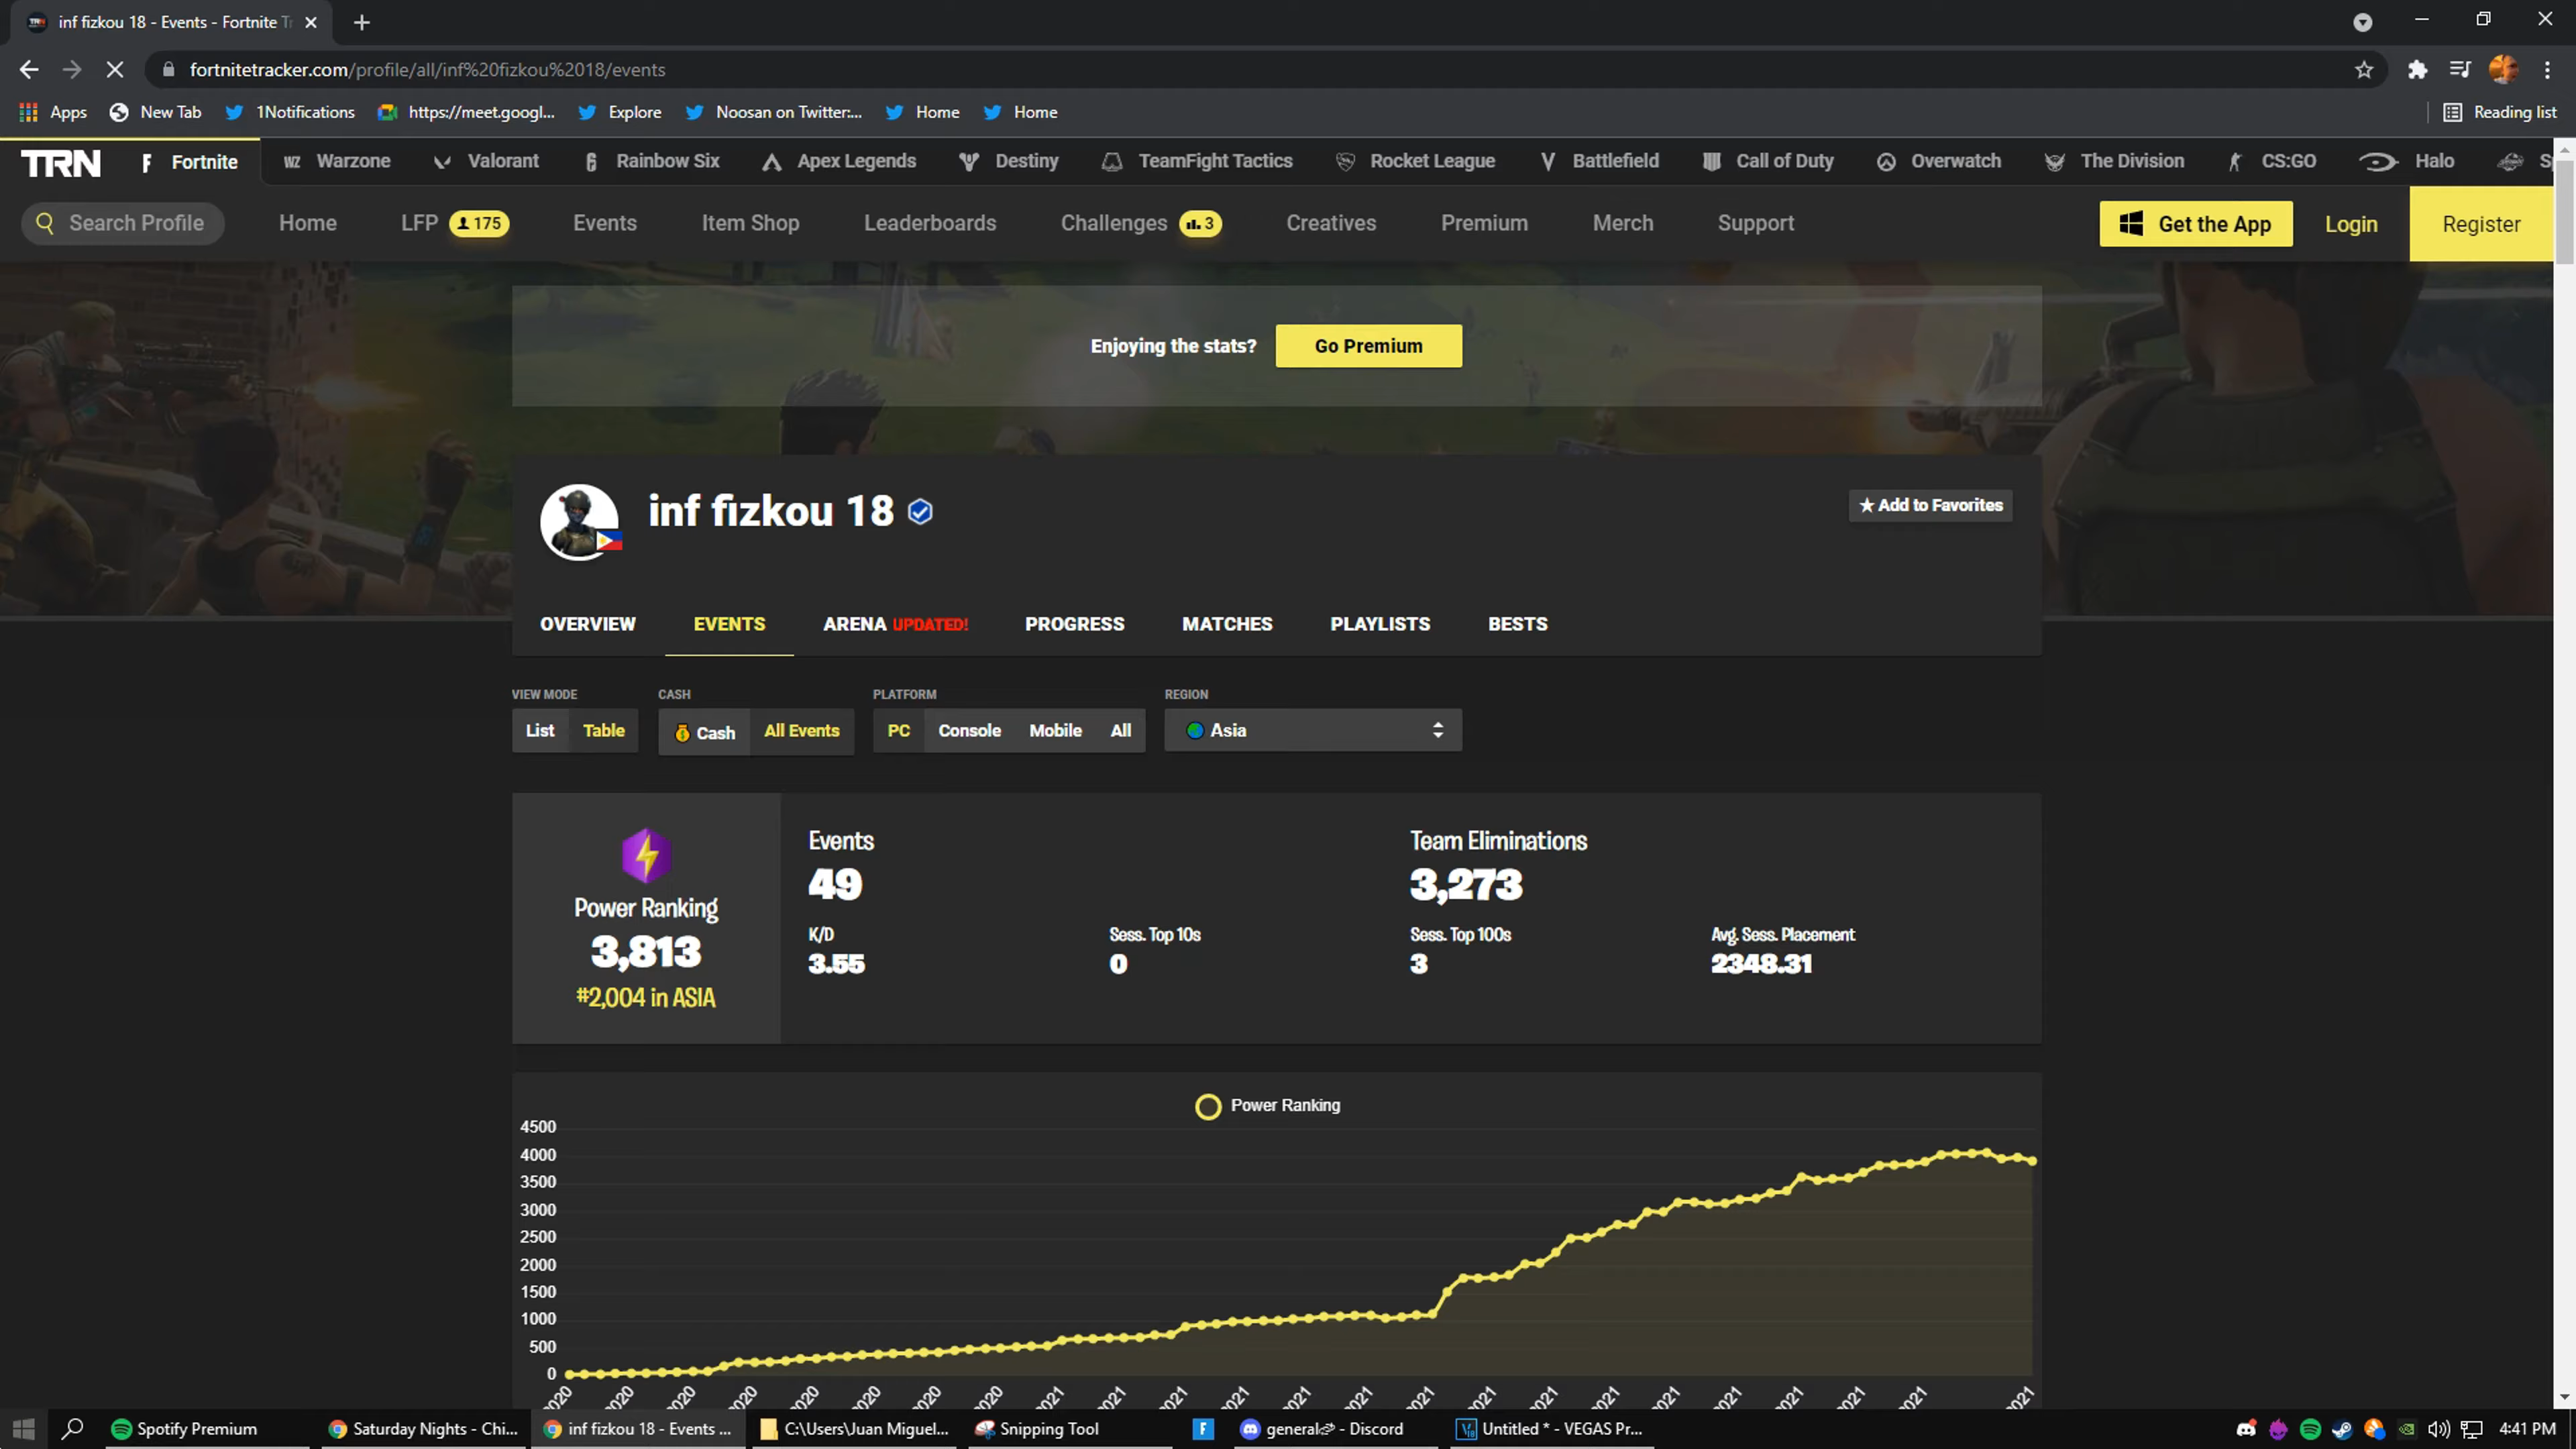 inf fizkou 18 - Events - Fortnite Tr
fortnitetracker.com/profile/all/inf%20fizkou%2018/events
Apps New Tab 1Notifications https://meet.googl... Explore Noosan on Twitter:... Home Home Reading list
TRN Fortnite Warzone Valorant Rainbow Six Apex Legends Destiny TeamFight Tactics Rocket League Battlefield Call of Duty Overwatch The Division CS:GO Halo
Search Profile Home LFP 175 Events Item Shop Leaderboards Challenges 3 Creatives Premium Merch Support Get the App Login Register
Enjoying the stats? Go Premium
inf fizkou 18
★ Add to Favorites
OVERVIEW EVENTS ARENA UPDATED! PROGRESS MATCHES PLAYLISTS BESTS
VIEW MODE CASH PLATFORM REGION
List Table Cash All Events PC Console Mobile All Asia
Events Team Eliminations
49 3,273
Power Ranking
3,813
#2,004 in ASIA
K/D Sess. Top 10s Sess. Top 100s Avg. Sess. Placement
3.55 0 3 2348.31
Power Ranking
4500
4000
3500
3000
2500
2000
1500
1000
500
0
Spotify Premium Saturday Nights - Chi... inf fizkou 18 - Events ... C:\Users\Juan Miguel... Snipping Tool general - Discord Untitled * - VEGAS Pr... 4:41 PM